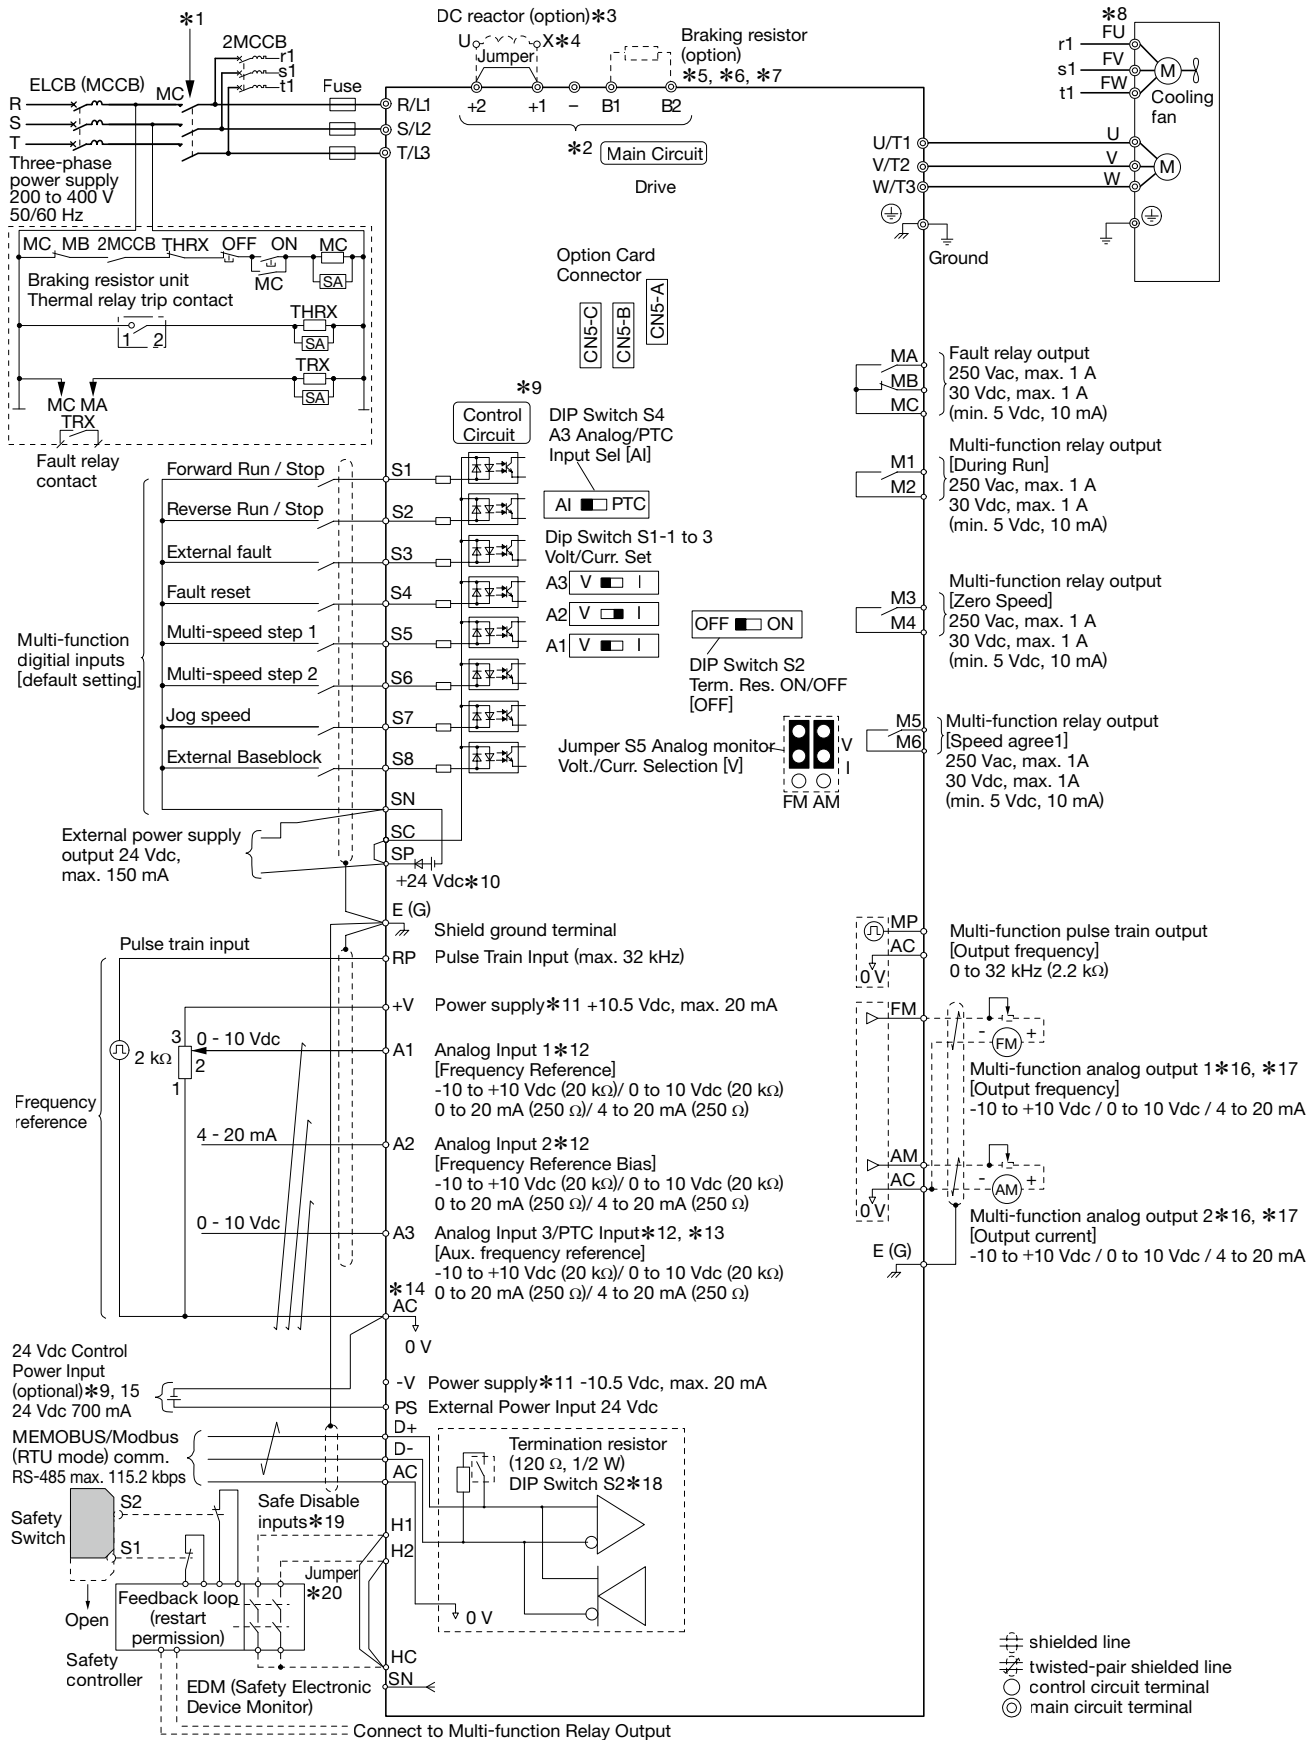 *1
2MCCB
r1
s1
t1
ELCB (MCCB)
MC
Fuse
R
S
T
R/L1
S/L2
T/L3
Three-phase
power supply
200 to 400 V
50/60 Hz
DC reactor (option)*3
U
X*4
Jumper
+2
+1
–
B1
B2
Braking resistor
(option)
*5, *6, *7
*2
Main Circuit
Drive
*8
FU
FV
FW
r1
s1
t1
M
Cooling
fan
U/T1
V/T2
W/T3
U
V
W
M
Ground
MC MB 2MCCB THRX OFF ON MC
SA
MC
Braking resistor unit
Thermal relay trip contact
1 2
THRX
SA
TRX
SA
MC MA
TRX
Fault relay
contact
Option Card
Connector
CN5-C
CN5-B
CN5-A
*9
Control
Circuit
DIP Switch S4
A3 Analog/PTC
Input Sel [AI]
AI PTC
Dip Switch S1-1 to 3
Volt/Curr. Set
A3 V I
A2 V I
A1 V I
OFF ON
DIP Switch S2
Term. Res. ON/OFF
[OFF]
Jumper S5 Analog monitor
Volt./Curr. Selection [V]
V
I
FM AM
Multi-function
digitial inputs
[default setting]
Forward Run / Stop
S1
Reverse Run / Stop
S2
External fault
S3
Fault reset
S4
Multi-speed step 1
S5
Multi-speed step 2
S6
Jog speed
S7
External Baseblock
S8
SN
SC
SP
External power supply
output 24 Vdc,
max. 150 mA
+24 Vdc*10
MA
MB
MC
Fault relay output
250 Vac, max. 1 A
30 Vdc, max. 1 A
(min. 5 Vdc, 10 mA)
M1
M2
Multi-function relay output
[During Run]
250 Vac, max. 1 A
30 Vdc, max. 1 A
(min. 5 Vdc, 10 mA)
M3
M4
Multi-function relay output
[Zero Speed]
250 Vac, max. 1 A
30 Vdc, max. 1 A
(min. 5 Vdc, 10 mA)
M5
M6
Multi-function relay output
[Speed agree1]
250 Vac, max. 1A
30 Vdc, max. 1A
(min. 5 Vdc, 10 mA)
E (G)
Shield ground terminal
Pulse train input
RP
Pulse Train Input (max. 32 kHz)
+V
Power supply*11 +10.5 Vdc, max. 20 mA
Frequency
reference
2 kΩ
3
2
1
0 - 10 Vdc
A1
Analog Input 1*12
[Frequency Reference]
-10 to +10 Vdc (20 kΩ)/ 0 to 10 Vdc (20 kΩ)
0 to 20 mA (250 Ω)/ 4 to 20 mA (250 Ω)
4 - 20 mA
A2
Analog Input 2*12
[Frequency Reference Bias]
-10 to +10 Vdc (20 kΩ)/ 0 to 10 Vdc (20 kΩ)
0 to 20 mA (250 Ω)/ 4 to 20 mA (250 Ω)
0 - 10 Vdc
A3
Analog Input 3/PTC Input*12, *13
[Aux. frequency reference]
-10 to +10 Vdc (20 kΩ)/ 0 to 10 Vdc (20 kΩ)
0 to 20 mA (250 Ω)/ 4 to 20 mA (250 Ω)
*14
AC
0 V
MP
AC
0 V
Multi-function pulse train output
[Output frequency]
0 to 32 kHz (2.2 kΩ)
FM
- +
FM
Multi-function analog output 1*16, *17
[Output frequency]
-10 to +10 Vdc / 0 to 10 Vdc / 4 to 20 mA
AM
AC
0 V
- +
AM
Multi-function analog output 2*16, *17
[Output current]
-10 to +10 Vdc / 0 to 10 Vdc / 4 to 20 mA
E (G)
24 Vdc Control
Power Input
(optional)*9, 15
24 Vdc 700 mA
-V
Power supply*11 -10.5 Vdc, max. 20 mA
PS
External Power Input 24 Vdc
MEMOBUS/Modbus
(RTU mode) comm.
RS-485 max. 115.2 kbps
D+
D-
AC
Termination resistor
(120 Ω, 1/2 W)
DIP Switch S2*18
0 V
Safety
Switch
S2
S1
Open
Safe Disable
inputs*19
H1
H2
Jumper
*20
Feedback loop
(restart
permission)
Safety
controller
HC
SN
EDM (Safety Electronic
Device Monitor)
Connect to Multi-function Relay Output
shielded line
twisted-pair shielded line
control circuit terminal
main circuit terminal